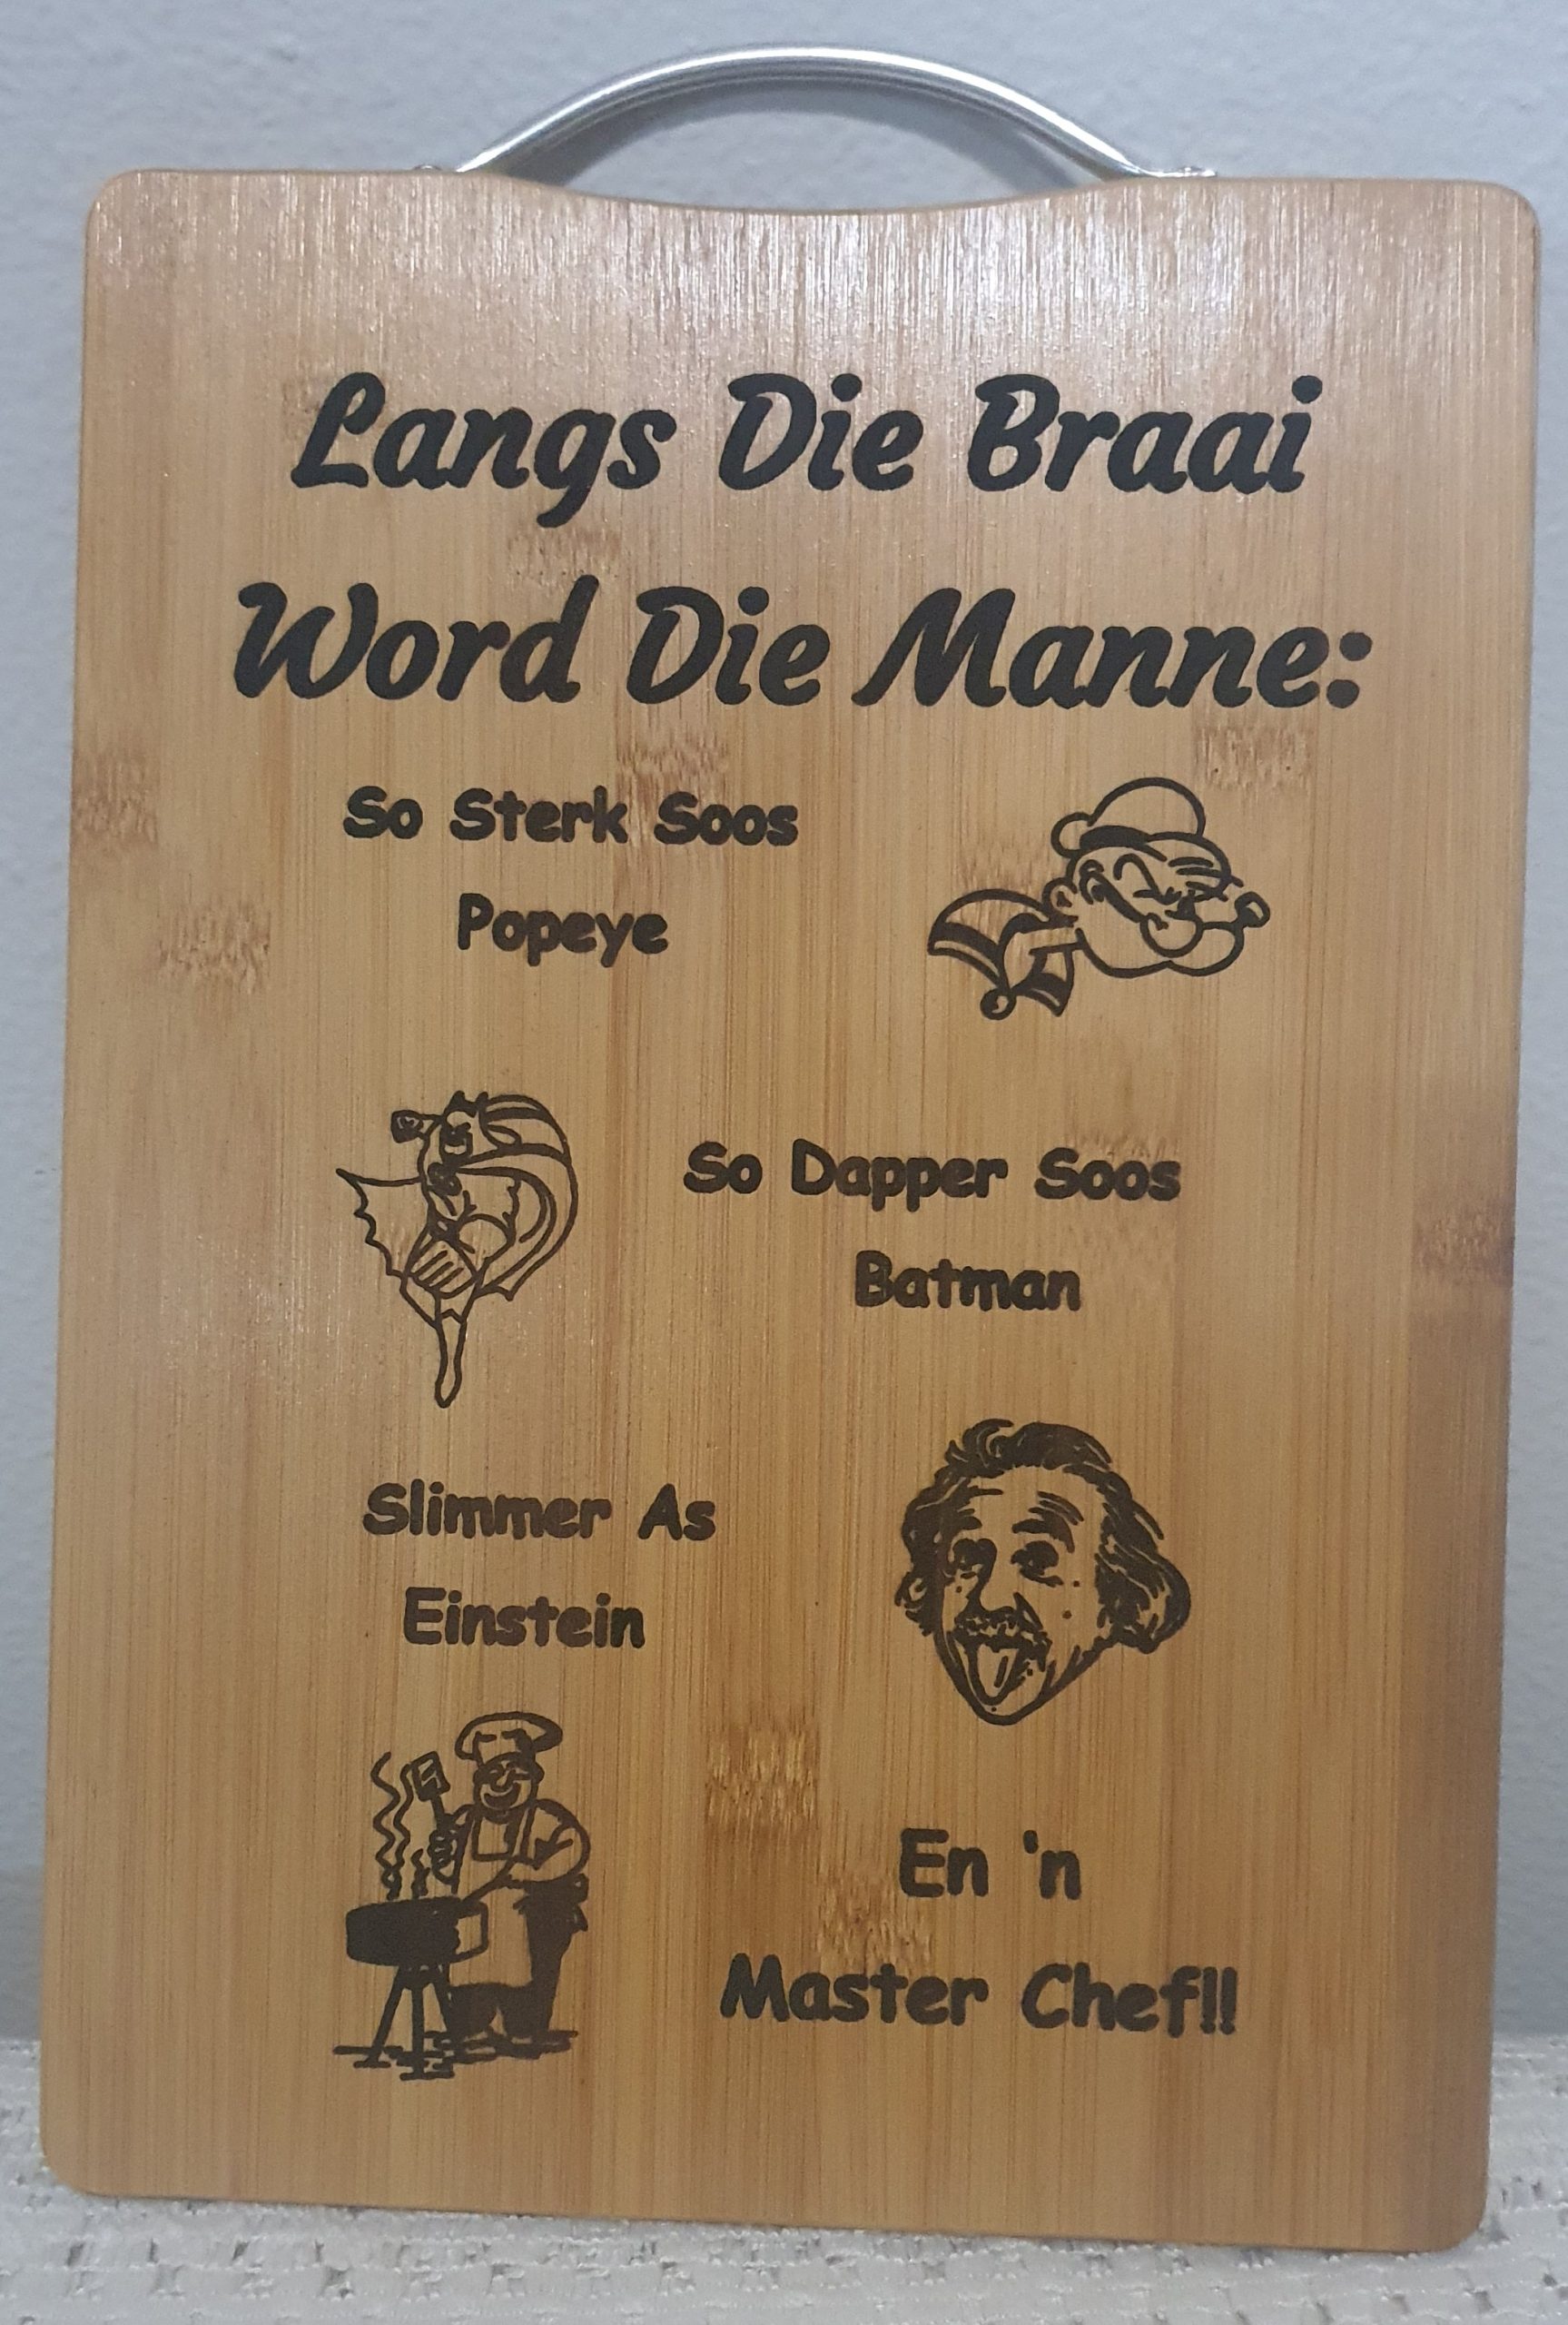 Langs Die Braai
Word Die Manne:
So Sterk Soos
Popeye
So Dapper Soos
Batman
Slimmer As
Einstein
En 'n
Master Chef!!